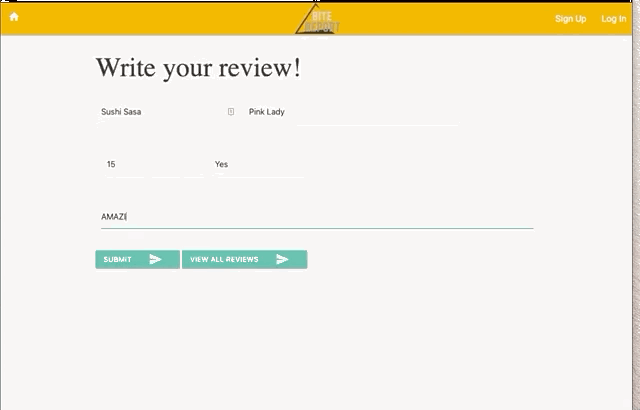 BITE
REPORT
Sign Up Log In
Write your review!
Sushi Sasa Pink Lady
15 Yes
AMAZI
SUBMIT VIEW ALL REVIEWS